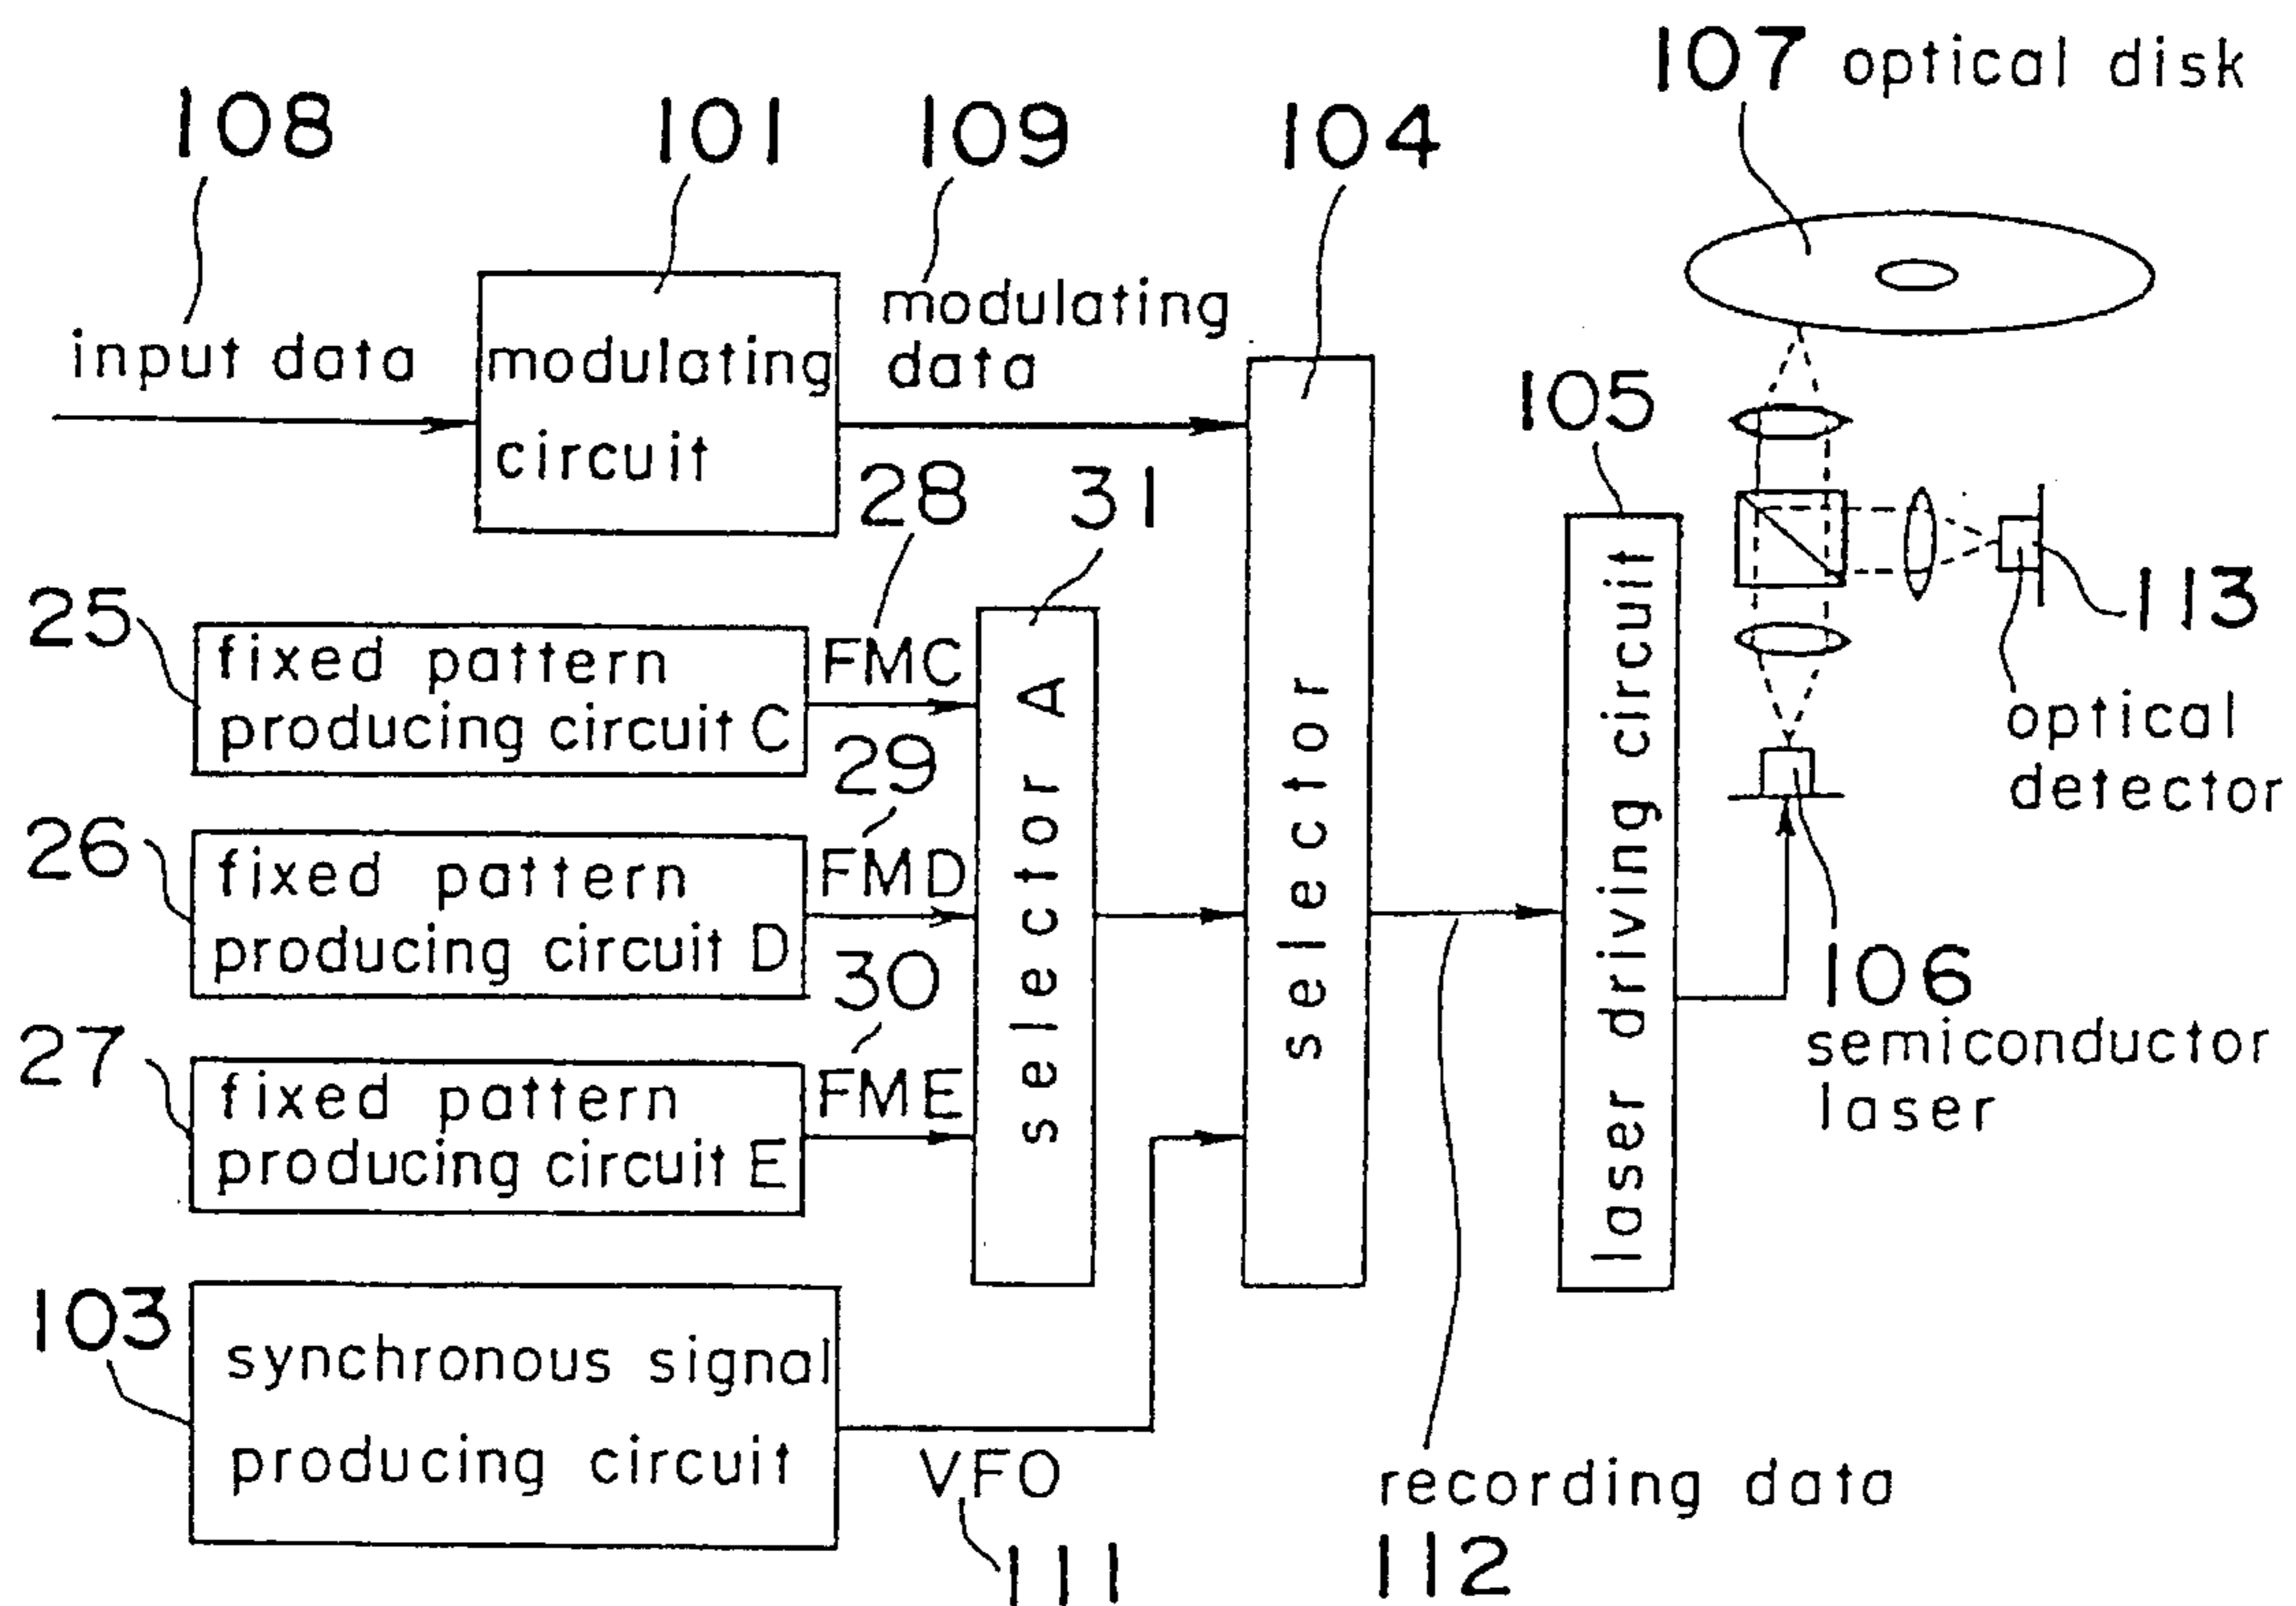 107 optical disk
108
101
109
104
input data
modulating
circuit
modulating
data
105
28
31
113
optical
detector
25
fixed pattern
producing circuit C
FMC
29
26
fixed pattern
producing circuit D
FMD
30
27
fixed pattern
producing circuit E
FME
selector A
selector
laser driving circuit
106
semiconductor
laser
103
synchronous signal
producing circuit
VFO
111
recording data
112